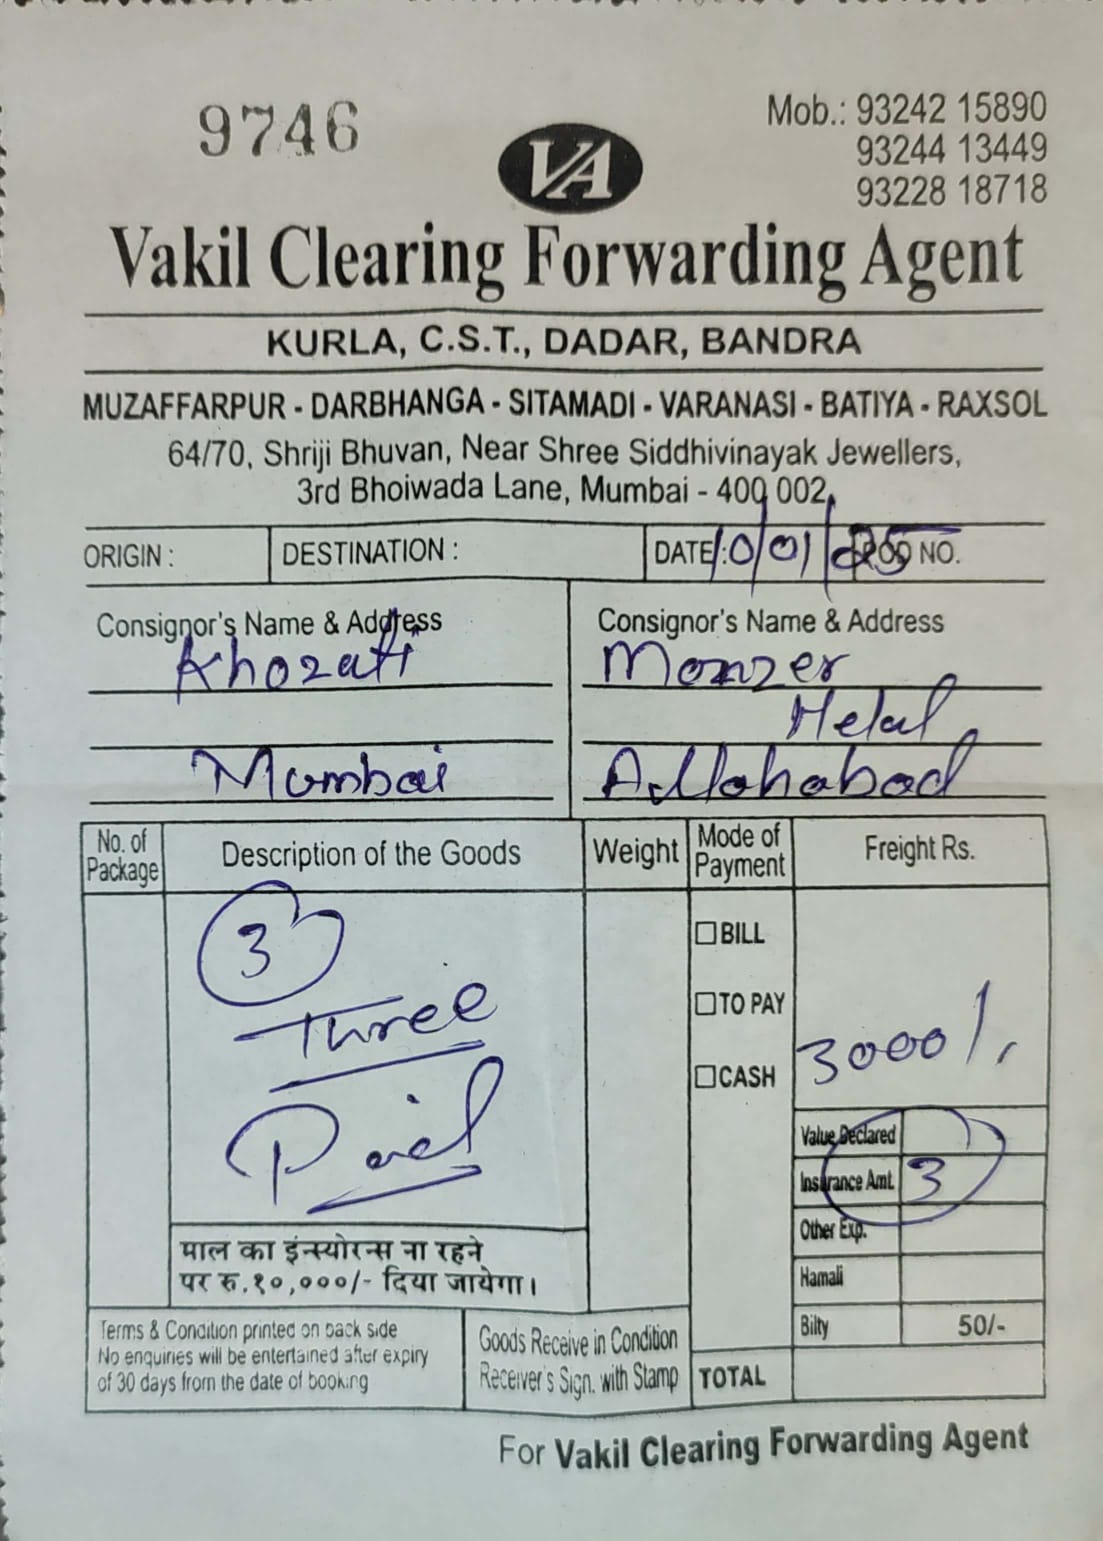 9746
Mob.: 93242 15890
93244 13449
93228 18718
VA
Vakil Clearing Forwarding Agent
KURLA, C.S.T., DADAR, BANDRA
MUZAFFARPUR - DARBHANGA - SITAMADI - VARANASI - BATIYA - RAXSOL
64/70, Shriji Bhuvan, Near Shree Siddhivinayak Jewellers,
3rd Bhoiwada Lane, Mumbai - 400 002.
ORIGIN : DESTINATION : DATE : 10/01/25 POD NO.
Consignor's Name & Address Consignor's Name & Address
Khozati Monzer
Helal
Mumbai Allahabad
No. of Package Description of the Goods Weight Mode of Payment Freight Rs.
3 BILL
Three TO PAY
CASH 3000/-
Paid Value Declared
Insurance Amt. 3
Other Exp.
माल का इंन्स्योरन्स ना रहने Hamali
पर रु.१०,०००/- दिया जायेगा।
Terms & Condition printed on back side Goods Receive in Condition Bilty 50/-
No enquiries will be entertained after expiry Receiver's Sign. with Stamp TOTAL
of 30 days from the date of booking
For Vakil Clearing Forwarding Agent